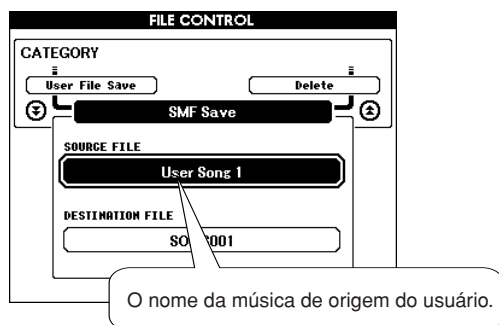 FILE CONTROL
CATEGORY
User File Save
Delete
SMF Save
SOURCE FILE
User Song 1
DESTINATION FILE
O nome da música de origem do usuário.